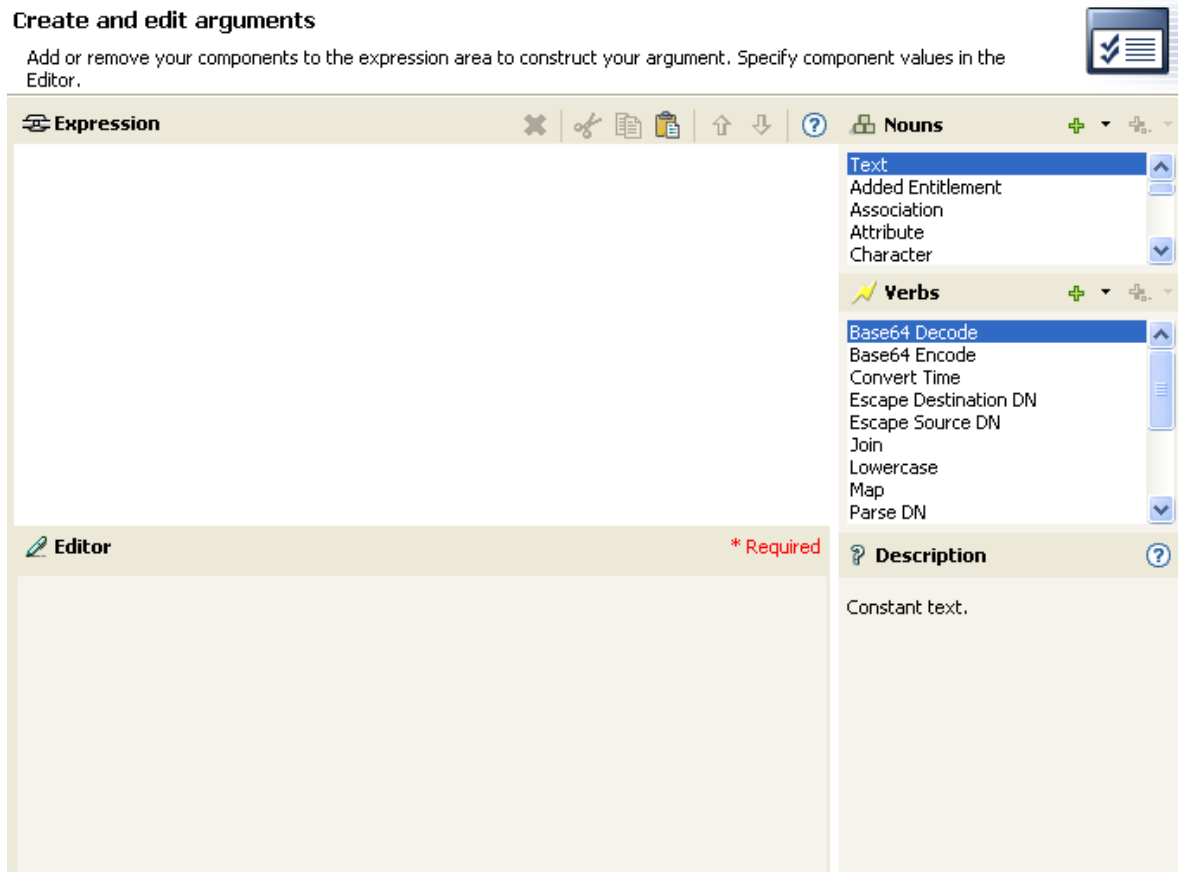 Create and edit arguments
Add or remove your components to the expression area to construct your argument. Specify component values in the
Editor.
Expression
Nouns
Text
Added Entitlement
Association
Attribute
Character
Verbs
Base64 Decode
Base64 Encode
Convert Time
Escape Destination DN
Escape Source DN
Join
Lowercase
Map
Parse DN
Editor
* Required
Description
Constant text.